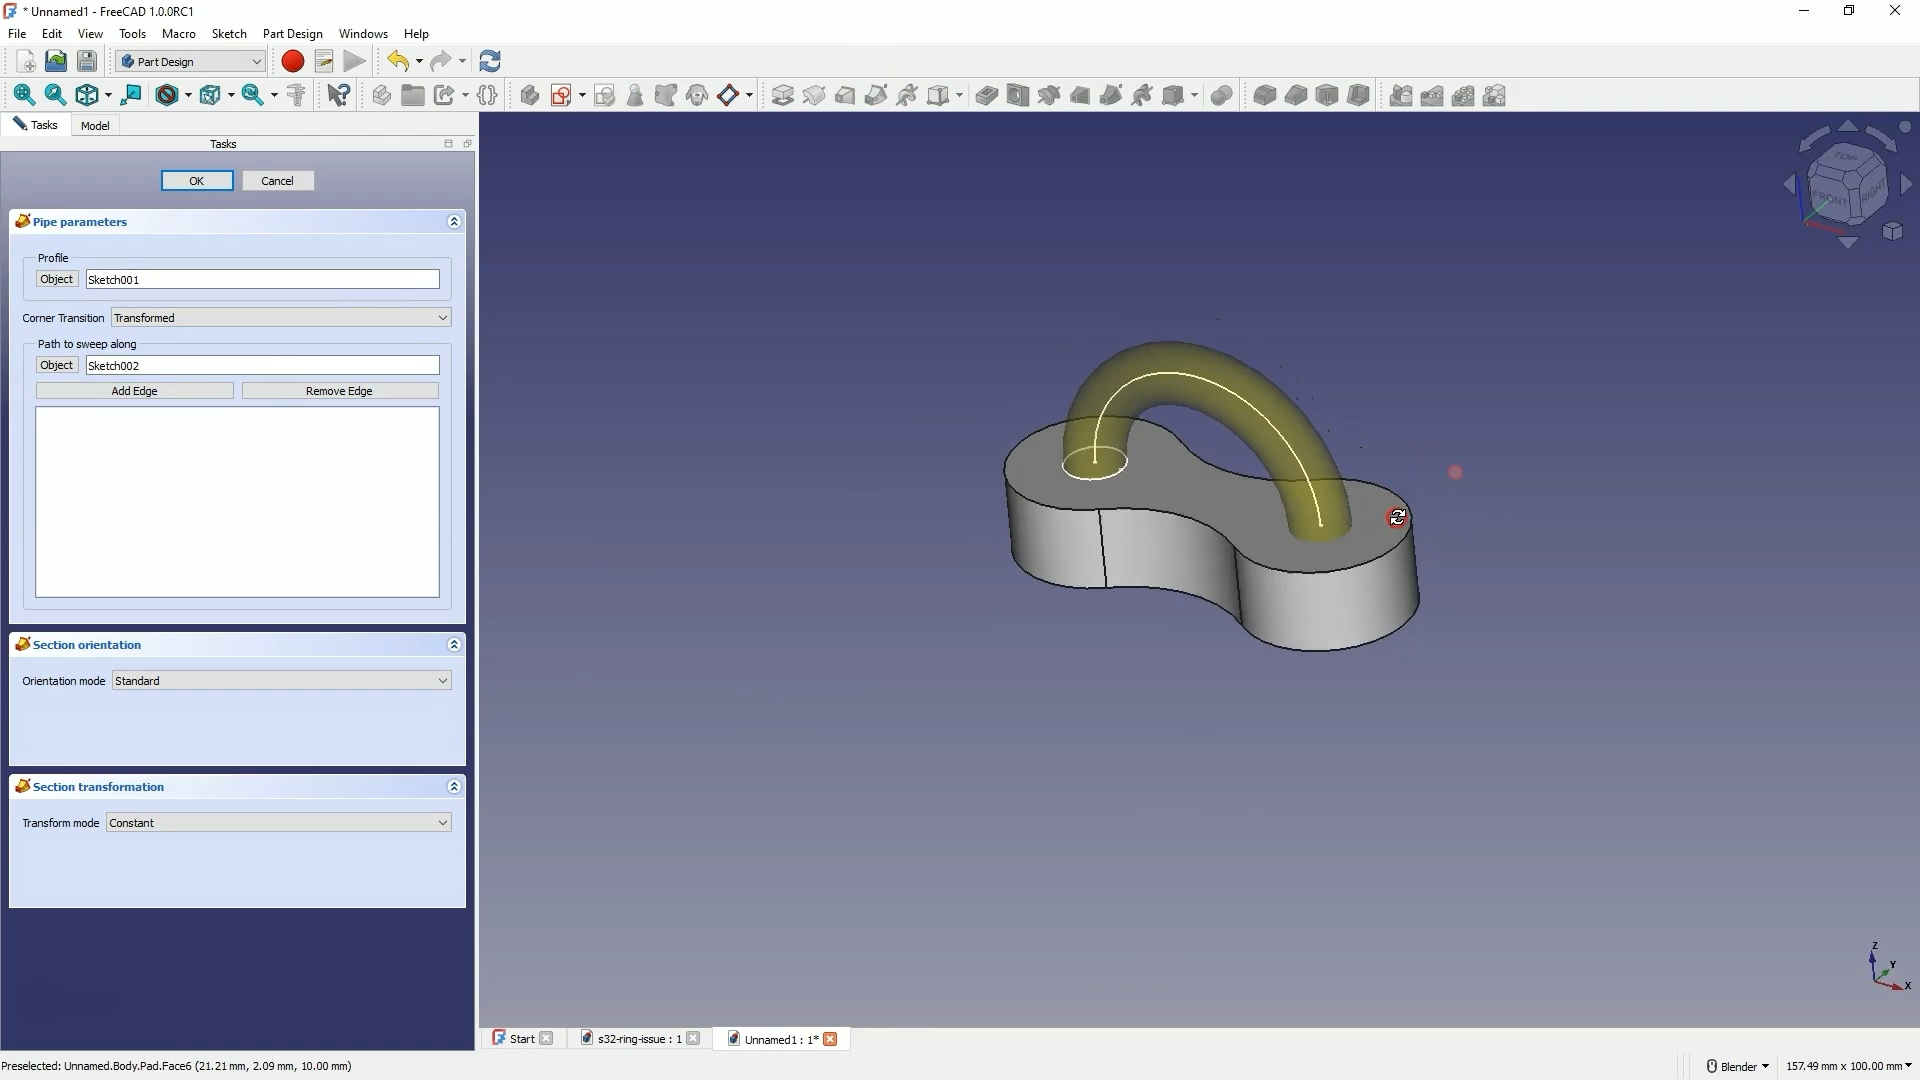 * Unnamed1 - FreeCAD 1.0.0RC1
File Edit View Tools Macro Sketch Part Design Windows Help
Part Design
Tasks Model
Tasks
OK Cancel
Pipe parameters
Profile
Object Sketch001
Corner Transition Transformed
Path to sweep along
Object Sketch002
Add Edge Remove Edge
Section orientation
Orientation mode Standard
Section transformation
Transform mode Constant
TOP
FRONT RIGHT
Z
Y
X
Start s32-ring-issue : 1 Unnamed1 : 1*
Preselected: Unnamed.Body.Pad.Face6 (21.21 mm, 2.09 mm, 10.00 mm) Blender 157.49 mm x 100.00 mm